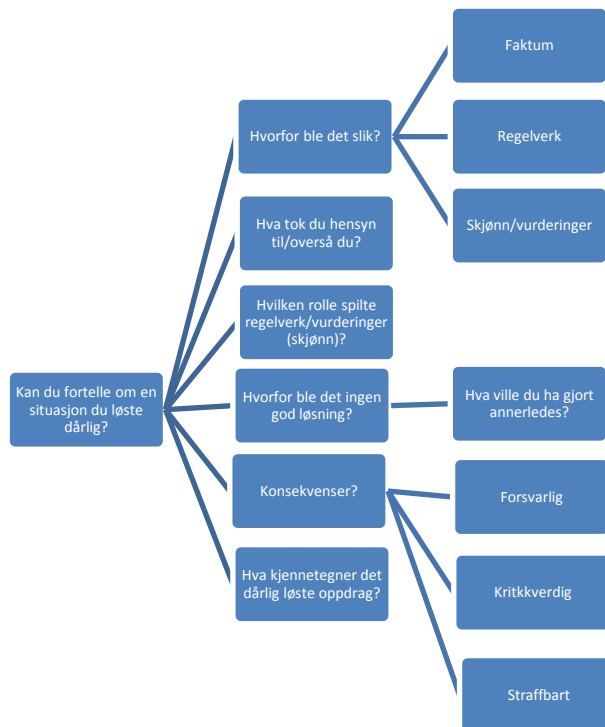 Faktum
Hvorfor ble det slik?
Regelverk
Skjønn/vurderinger
Hva tok du hensyn
til/overså du?
Hvilken rolle spilte
regelverk/vurderinger
(skjønn)?
Kan du fortelle om en
situasjon du løste
dårlig?
Hvorfor ble det ingen
god løsning?
Hva ville du ha gjort
annerledes?
Konsekvenser?
Forsvarlig
Kritkkverdig
Straffbart
Hva kjennetegner det
dårlig løste oppdrag?